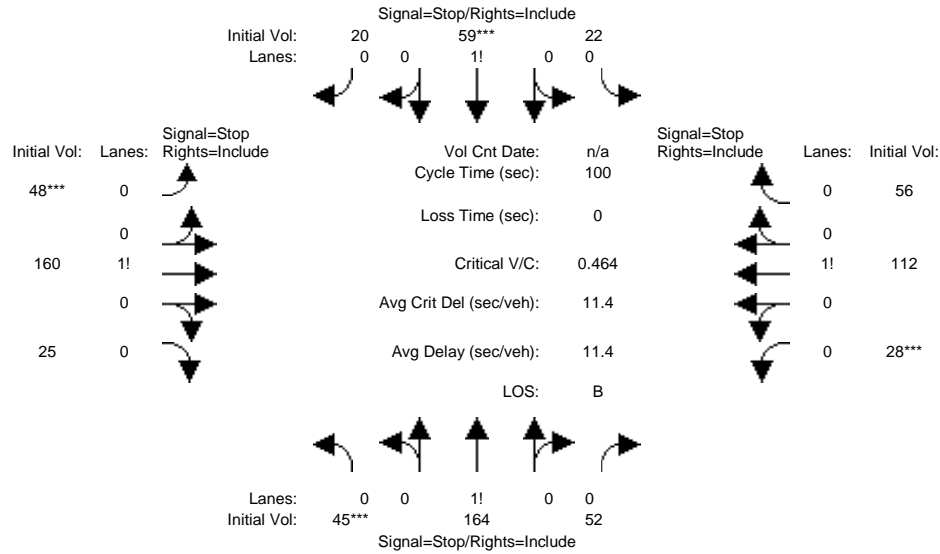 Signal=Stop/Rights=Include
Initial Vol: 20 59*** 22
Lanes: 0 0 1! 0 0
Signal=Stop
Initial Vol: Lanes: Rights=Include
Vol Cnt Date: n/a
Signal=Stop
Rights=Include Lanes: Initial Vol:
Cycle Time (sec): 100
48*** 0
0 56
Loss Time (sec): 0
0
0
160 1!
Critical V/C: 0.464
1! 112
0
Avg Crit Del (sec/veh): 11.4
0
25 0
Avg Delay (sec/veh): 11.4
0 28***
LOS: B
Lanes: 0 0 1! 0 0
Initial Vol: 45*** 164 52
Signal=Stop/Rights=Include